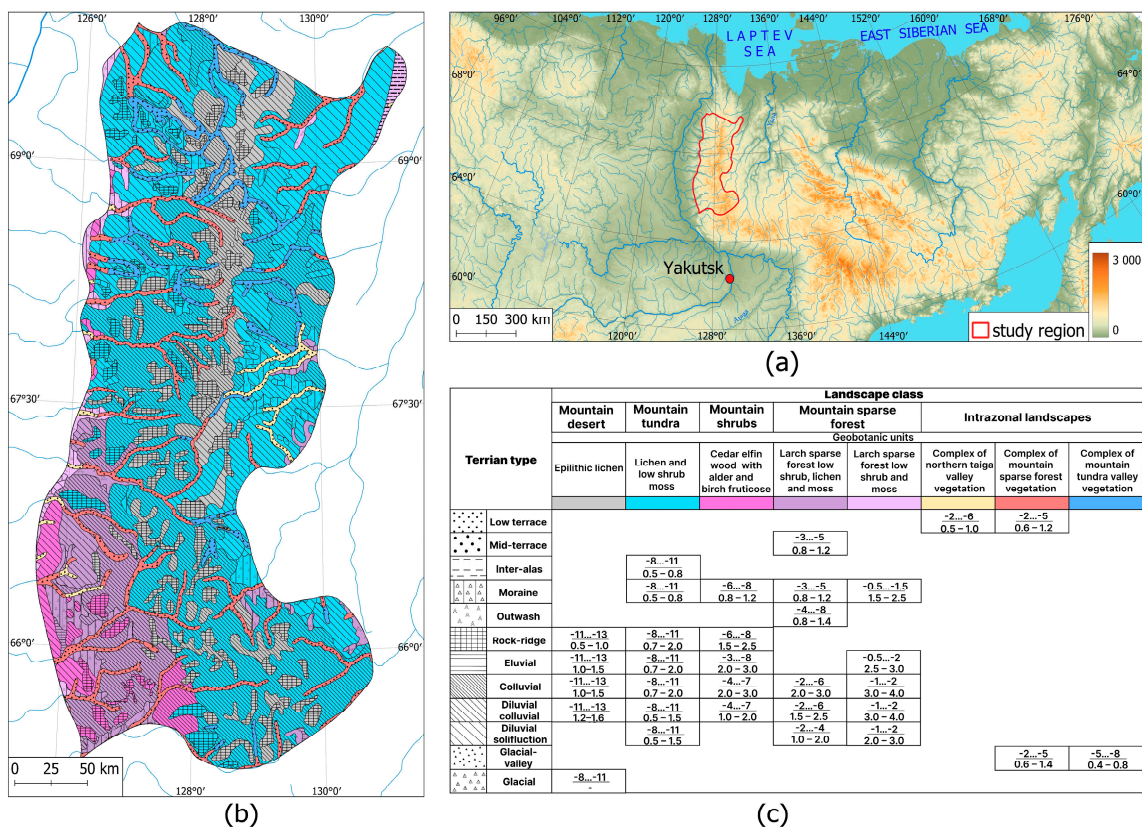 126°0'
128°0'
130°0'
69°0'
69°0'
67°30'
67°30'
66°0'
66°0'
0 25 50 km
128°0'
130°0'
(b)
96°0'
104°0'
112°0'
120°0'
128°0'
136°0'
144°0'
152°0'
160°0'
168°0'
176°0'
LAPTEV
SEA
EAST SIBERIAN SEA
68°0'
64°0'
64°0'
60°0'
60°0'
Yakutsk
0 150 300 km
120°0'
128°0'
136°0'
144°0'
study region
3 000
0
(a)
Terrian type
Landscape class
Mountain desert
Mountain tundra
Mountain shrubs
Mountain sparse forest
Intrazonal landscapes
Geobotanic units
Epilithic lichen
Lichen and low shrub moss
Cedar elfin wood with alder and birch fruticose
Larch sparse forest low shrub, lichen and moss
Larch sparse forest low shrub and moss
Complex of northern taiga valley vegetation
Complex of mountain sparse forest vegetation
Complex of mountain tundra valley vegetation
Low terrace
-2...-6 -2...-5
0.5 – 1.0 0.6 – 1.2
Mid-terrace
-3...-5
0.8 – 1.2
Inter-alas
-8...-11
0.5 – 0.8
Moraine
-8...-11 -6...-8 -3...-5 -0.5...-1.5
0.5 – 0.8 0.8 – 1.2 0.8 – 1.2 1.5 – 2.5
Outwash
-4...-8
0.8 – 1.4
Rock-ridge
-11...-13 -8...-11 -6...-8
0.5 – 1.0 0.7 – 2.0 1.5 – 2.5
Eluvial
-11...-13 -8...-11 -3...-8 -0.5...-2
1.0–1.5 0.7 – 2.0 2.0 – 3.0 2.5 – 3.0
Colluvial
-11...-13 -8...-11 -4...-7 -2...-6 -1...-2
1.0–1.5 0.7 – 2.0 2.0 – 3.0 2.0 – 3.0 3.0 – 4.0
Diluvial colluvial
-11...-13 -8...-11 -4...-7 -2...-6 -1...-2
1.2–1.6 0.5 – 1.5 1.0 – 2.0 1.5 – 2.5 3.0 – 4.0
Diluvial solifluction
-8...-11 -2...-4 -1...-2
0.5 – 1.5 1.0 – 2.0 2.0 – 3.0
Glacial-valley
-2...-5 -5...-8
0.6 – 1.4 0.4 – 0.8
Glacial
-8...-11
-
(c)